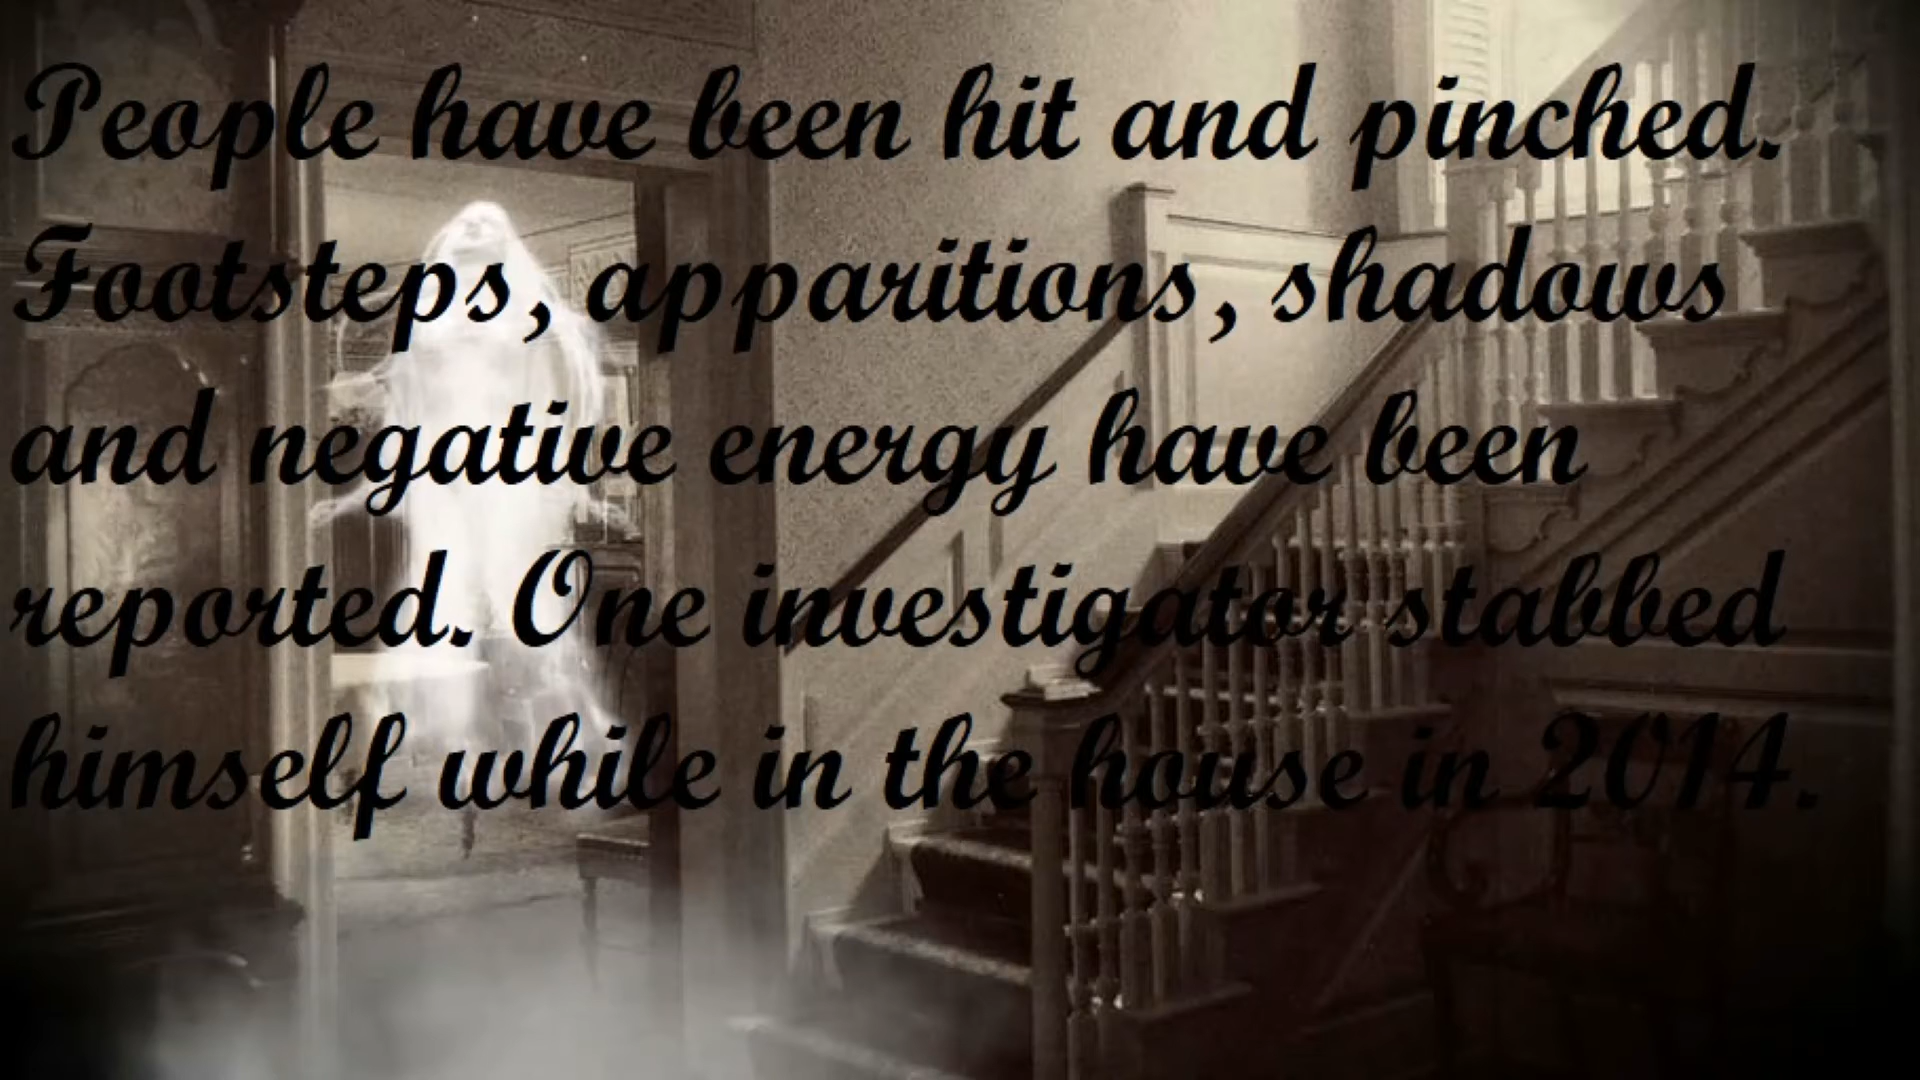 People have been hit and pinched.
Footsteps, apparitions, shadows
and negative energy have been
reported. One investigator stabbed
himself while in the house in 2014.